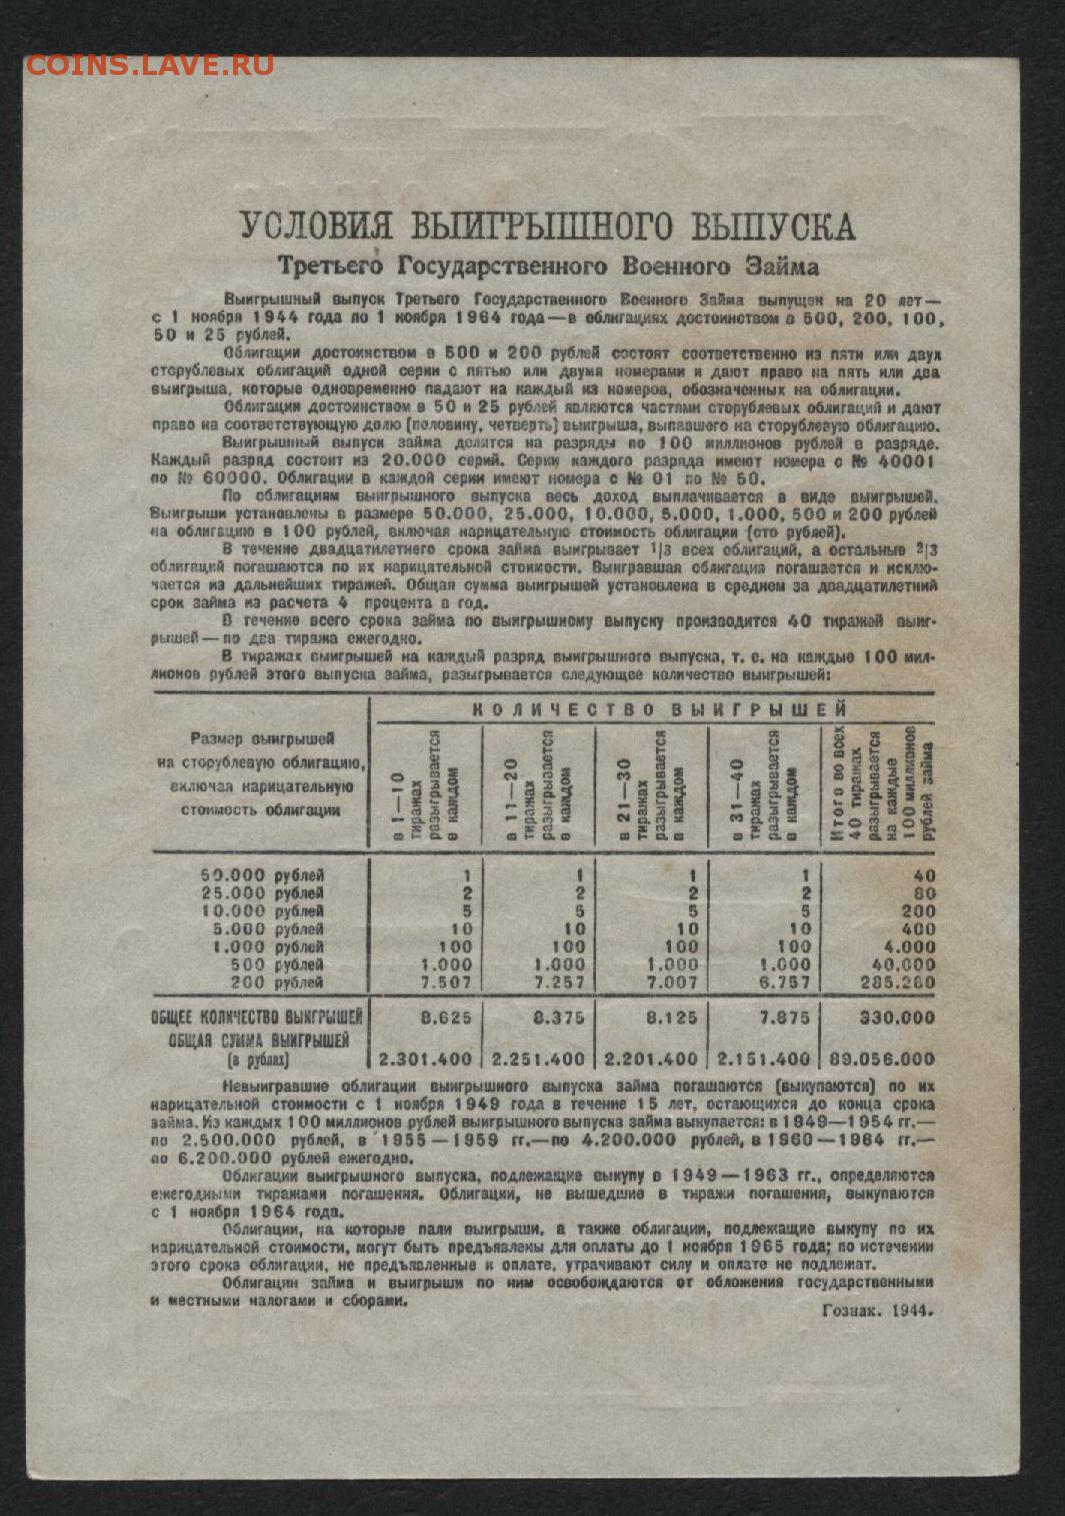 COINS.LAVE.RU
УСЛОВИЯ ВЫИГРЫШНОГО ВЫПУСКА
Третьего Государственного Военного Займа
Выигрышный выпуск Третьего Государственного Военного Займа выпущен на 20 лет—
с 1 ноября 1944 года по 1 ноября 1964 года—в облигациях достоинством в 500, 200, 100,
50 и 25 рублей.
Облигации достоинством в 500 и 200 рублей состоят соответственно из пяти или двух
сторублевых облигаций одной серии с пятью или двумя номерами и дают право на пять или два
выигрыша, которые одновременно падают на каждый из номеров, обозначенных на облигации.
Облигации достоинством в 50 и 25 рублей являются частями сторублевых облигаций и дают
право на соответствующую долю (половину, четверть) выигрыша, выпавшего на сторублевую облигацию.
Выигрышный выпуск займа делится на разряды по 100 миллионов рублей в разряде.
Каждый разряд состоит из 20.000 серий. Серии каждого разряда имеют номера с № 40001
по № 60000. Облигации в каждой серии имеют номера с № 01 по № 50.
По облигациям выигрышного выпуска весь доход выплачивается в виде выигрышей.
Выигрыши установлены в размере 50.000, 25.000, 10.000, 5.000, 1.000, 500 и 200 рублей
на облигацию в 100 рублей, включая нарицательную стоимость облигации (сто рублей).
В течение двадцатилетнего срока займа выигрывает 1/3 всех облигаций, а остальные 2/3
облигаций погашаются по их нарицательной стоимости. Выигравшая облигация погашается и исклю-
чается из дальнейших тиражей. Общая сумма выигрышей установлена в среднем за двадцатилетний
срок займа из расчета 4 процента в год.
В течение всего срока займа по выигрышному выпуску производится 40 тиражей выиг-
рышей—по два тиража ежегодно.
В тиражах выигрышей на каждый разряд выигрышного выпуска, т. е. на каждые 100 мил-
лионов рублей этого выпуска займа, разыгрывается следующее количество выигрышей:
Размер выигрышей
на сторублевую облигацию,
включая нарицательную
стоимость облигации
КОЛИЧЕСТВО ВЫИГРЫШЕЙ
в 1—10 тиражах разыгрывается в каждом
в 11—20 тиражах разыгрывается в каждом
в 21—30 тиражах разыгрывается в каждом
в 31—40 тиражах разыгрывается в каждом
Итого во всех 40 тиражах разыгрывается на каждые 100 миллионов рублей займа
50.000 рублей 1 1 1 1 40
25.000 рублей 2 2 2 2 80
10.000 рублей 5 5 5 5 200
5.000 рублей 10 10 10 10 400
1.000 рублей 100 100 100 100 4.000
500 рублей 1.000 1.000 1.000 1.000 40.000
200 рублей 7.507 7.257 7.007 6.757 285.280
ОБЩЕЕ КОЛИЧЕСТВО ВЫИГРЫШЕЙ 8.625 8.375 8.125 7.875 330.000
ОБЩАЯ СУММА ВЫИГРЫШЕЙ
(в рублях) 2.301.400 2.251.400 2.201.400 2.151.400 89.056.000
Невыигравшие облигации выигрышного выпуска займа погашаются (выкупаются) по их
нарицательной стоимости с 1 ноября 1949 года в течение 15 лет, остающихся до конца срока
займа. Из каждых 100 миллионов рублей выигрышного выпуска займа выкупается: в 1949—1954 гг.—
по 2.500.000 рублей, в 1955—1959 гг.—по 4.200.000 рублей, в 1960—1964 гг.—
по 6.200.000 рублей ежегодно.
Облигации выигрышного выпуска, подлежащие выкупу в 1949—1963 гг., определяются
ежегодными тиражами погашения. Облигации, не вышедшие в тиражи погашения, выкупаются
с 1 ноября 1964 года.
Облигации, на которые пали выигрыши, а также облигации, подлежащие выкупу по их
нарицательной стоимости, могут быть предъявлены для оплаты до 1 ноября 1965 года; по истечении
этого срока облигации, не предъявленные к оплате, утрачивают силу и оплате не подлежат.
Облигации займа и выигрыши по ним освобождаются от обложения государственными
и местными налогами и сборами.
Гознак. 1944.